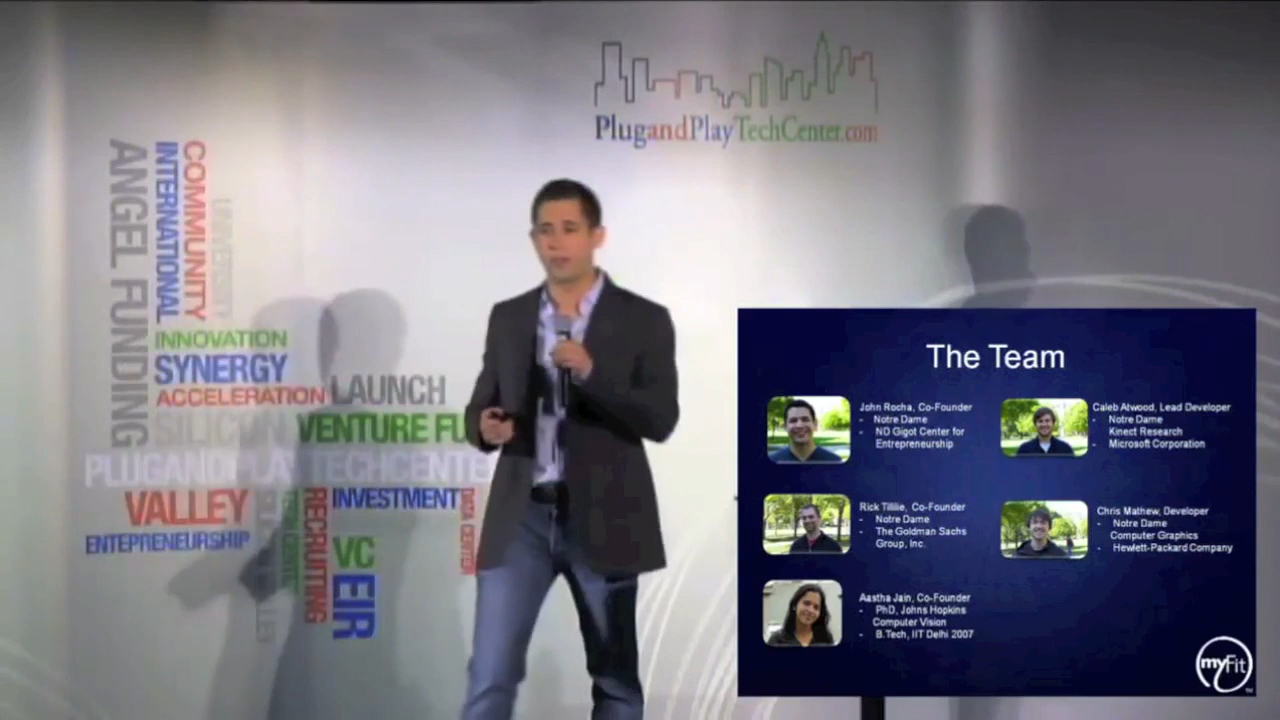 PlugandPlayTechCenter.com
ANGEL FUNDING
INTERNATIONAL
COMMUNITY
UNIVERSITY
INNOVATION
SYNERGY
ACCELERATION
LAUNCH
VENTURE FU
PLUGANDPLAYTECHCENTE
VALLEY
ENTEPRENEURSHIP
RECRUITING
INVESTMENT
DATA CENTER
VC
EIR
The Team
John Rocha, Co-Founder
- Notre Dame
- ND Gigot Center for
Entrepreneurship
Caleb Atwood, Lead Developer
- Notre Dame
Kinect Research
- Microsoft Corporation
Rick Tillilie, Co-Founder
- Notre Dame
- The Goldman Sachs
Group, Inc.
Chris Mathew, Developer
- Notre Dame
Computer Graphics
- Hewlett-Packard Company
Aastha Jain, Co-Founder
- PhD, Johns Hopkins
Computer Vision
- B.Tech, IIT Delhi 2007
myFit